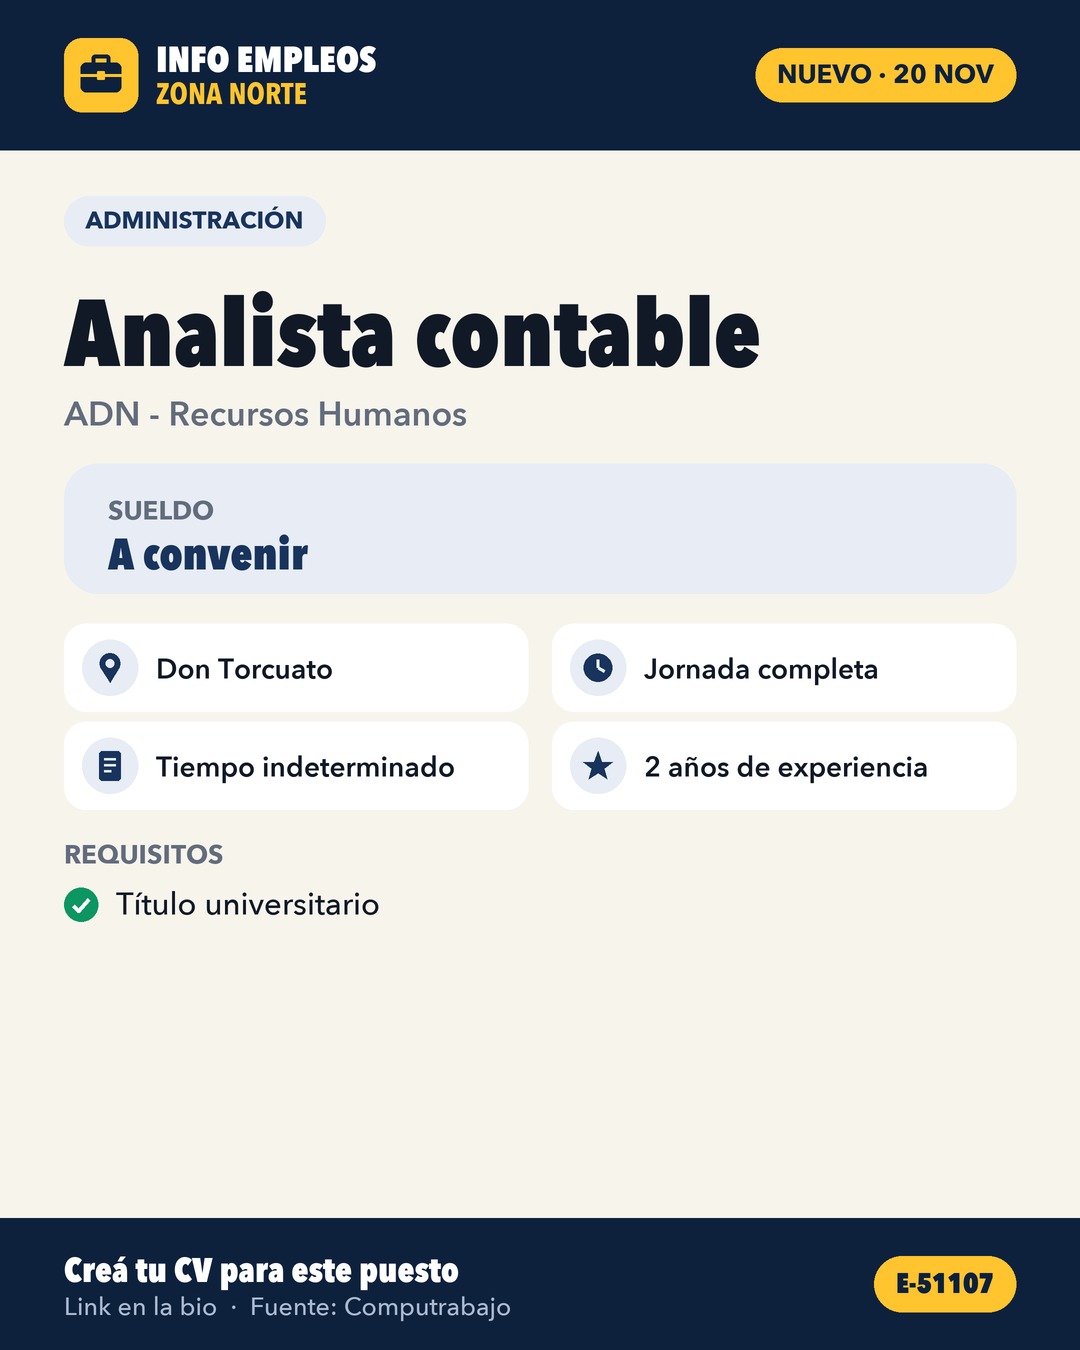 INFO EMPLEOS
ZONA NORTE
NUEVO · 20 NOV
ADMINISTRACIÓN
Analista contable
ADN - Recursos Humanos
SUELDO
A convenir
Don Torcuato
Jornada completa
Tiempo indeterminado
2 años de experiencia
REQUISITOS
Título universitario
Creá tu CV para este puesto
Link en la bio · Fuente: Computrabajo
E-51107